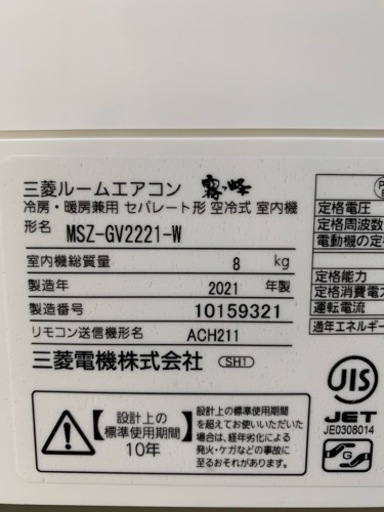 三菱ルームエアコン 霧ヶ峰
冷房・暖房兼用 セパレート形 空冷式 室内機
形名 MSZ-GV2221-W
室内機総質量 8 kg
製造年 2021 年製
製造番号 10159321
リモコン送信機形名 ACH211
三菱電機株式会社 SH1
設計上の
標準使用期間
10年
設計上の標準使用期間
を超えてお使いいただいた
場合は、経年劣化による
発火・ケガなどの事故に
至るおそれがあります。
定格電圧
定格周波数
電動機の定
定格能力
定格消費電
運転電流
通年エネルギー
JIS
JET
JE0308014
G